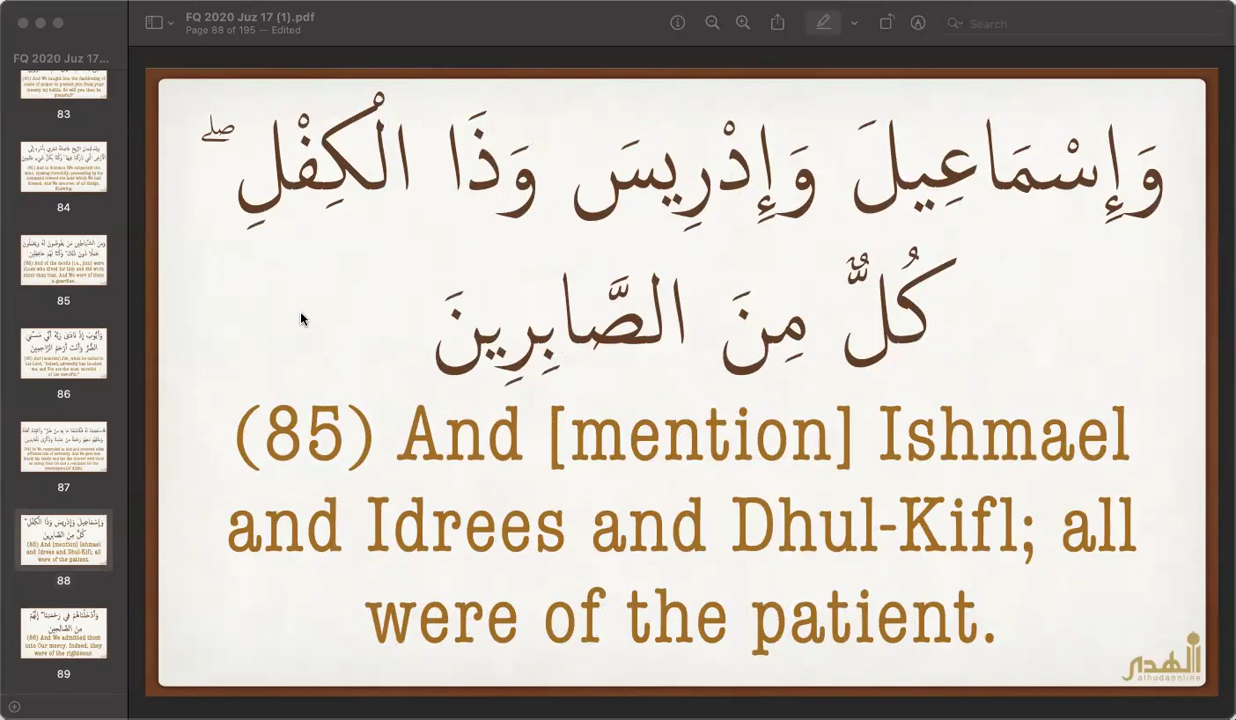 FQ 2020 Juz 17 (1).pdf
Page 88 of 195 — Edited
Search
FQ 2020 Juz 17...
83
84
85
86
87
88
89
وَإِسْمَاعِيلَ وَإِدْرِيسَ وَذَا الْكِفْلِ ۖ
كُلٌّ مِنَ الصَّابِرِينَ
(85) And [mention] Ishmael
and Idrees and Dhul-Kifl; all
were of the patient.
الهدى
alhudaonline